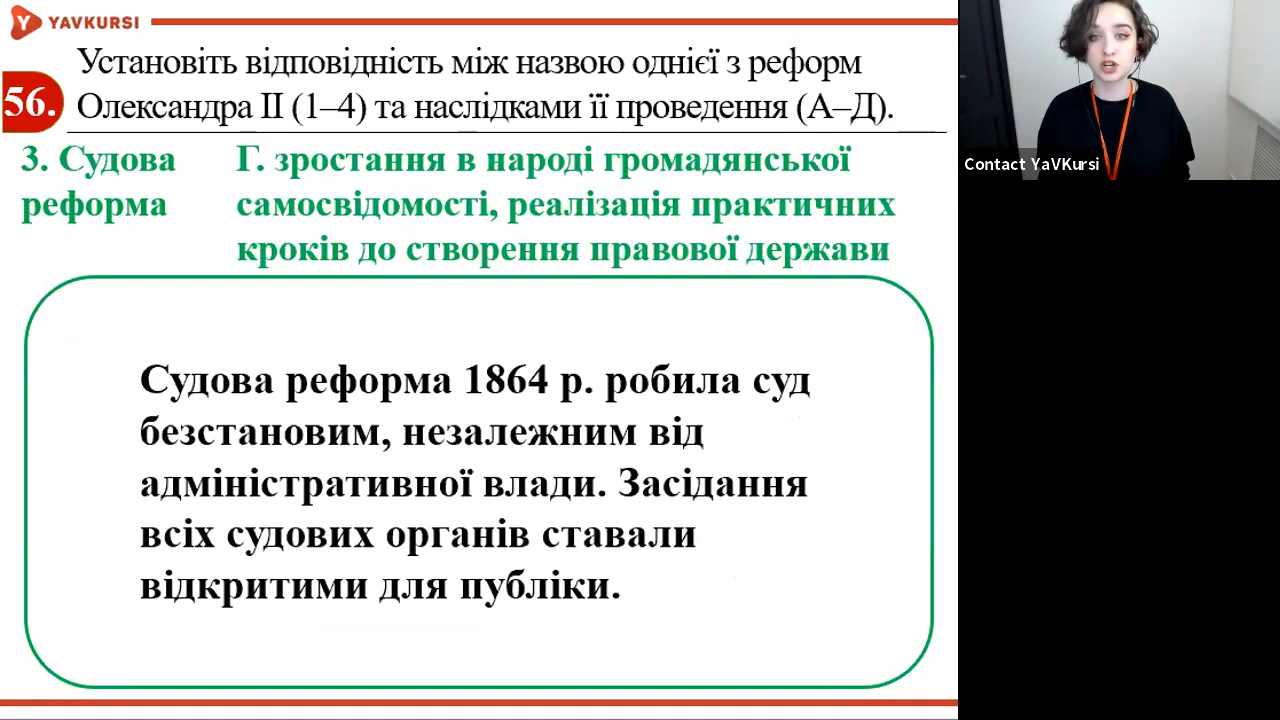 YAVKURSI
Установіть відповідність між назвою однієї з реформ
56.
Олександра ІІ (1–4) та наслідками її проведення (А–Д).
3. Судова
реформа
Г. зростання в народі громадянської
самосвідомості, реалізація практичних
кроків до створення правової держави
Судова реформа 1864 р. робила суд
безстановим, незалежним від
адміністративної влади. Засідання
всіх судових органів ставали
відкритими для публіки.
Contact YaVKursi